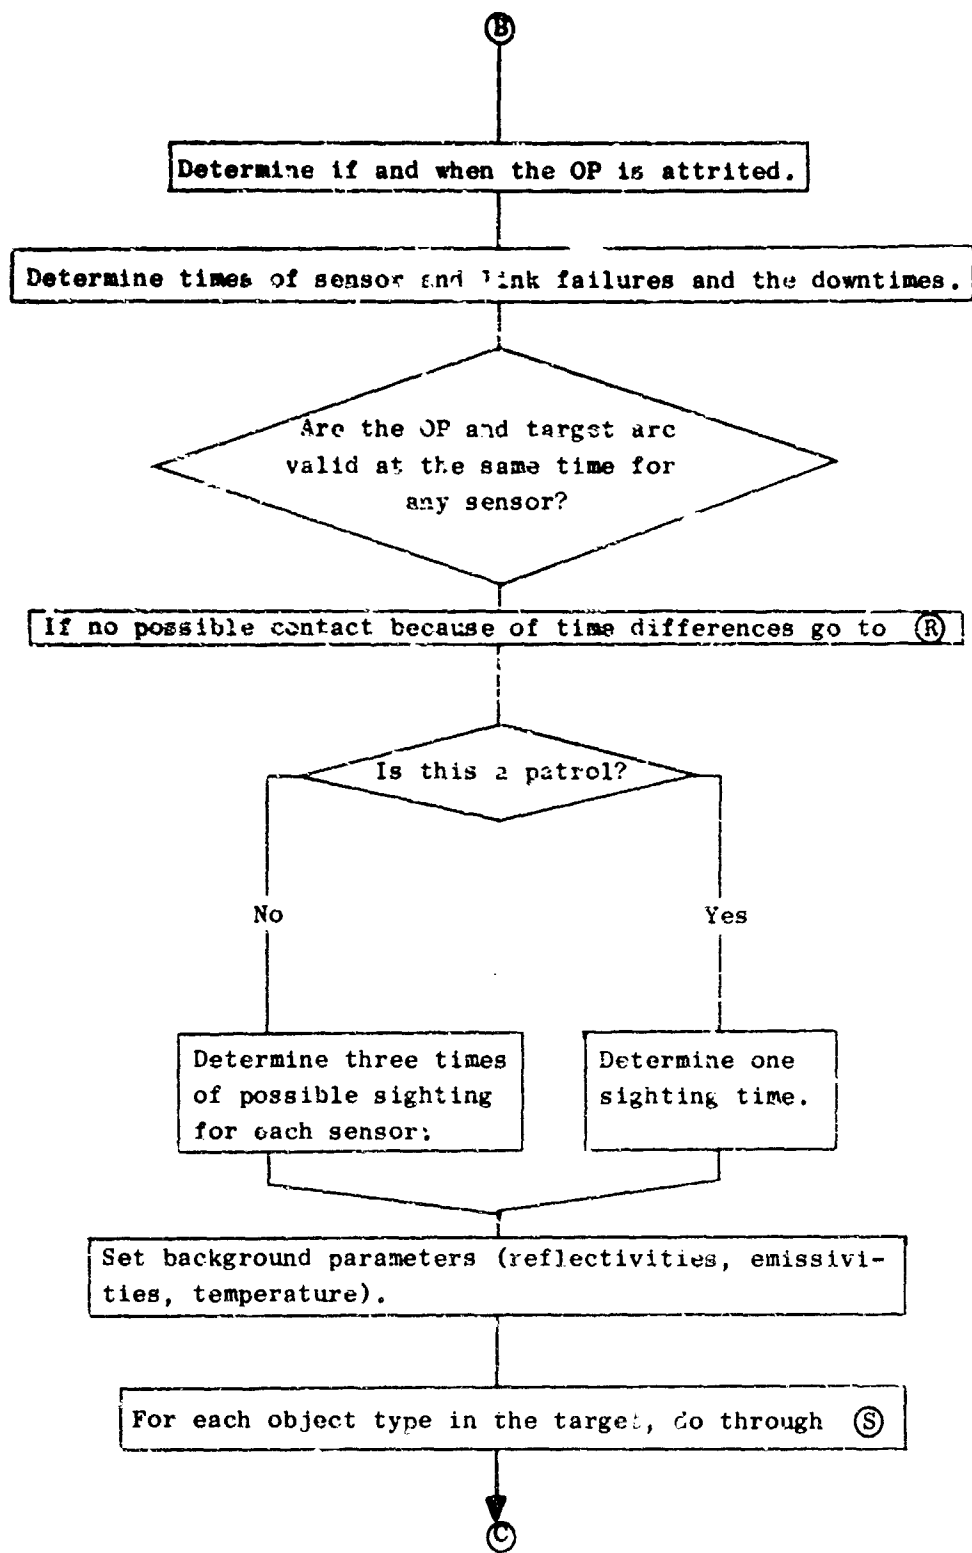 B
Determine if and when the OP is attrited.
Determine times of sensor and link failures and the downtimes.
Are the OP and target arc
valid at the same time for
any sensor?
If no possible contact because of time differences go to R
Is this a patrol?
No
Yes
Determine three times
of possible sighting
for each sensor.
Determine one
sighting time.
Set background parameters (reflectivities, emissivi-
ties, temperature).
For each object type in the target, do through S
C